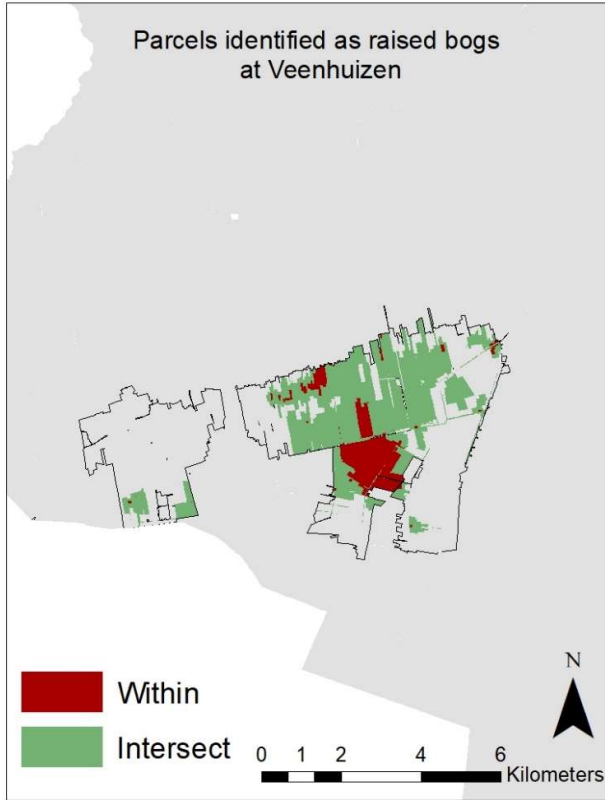 Parcels identified as raised bogs
at Veenhuizen
Within
Intersect
N
0 1 2 4 6
Kilometers